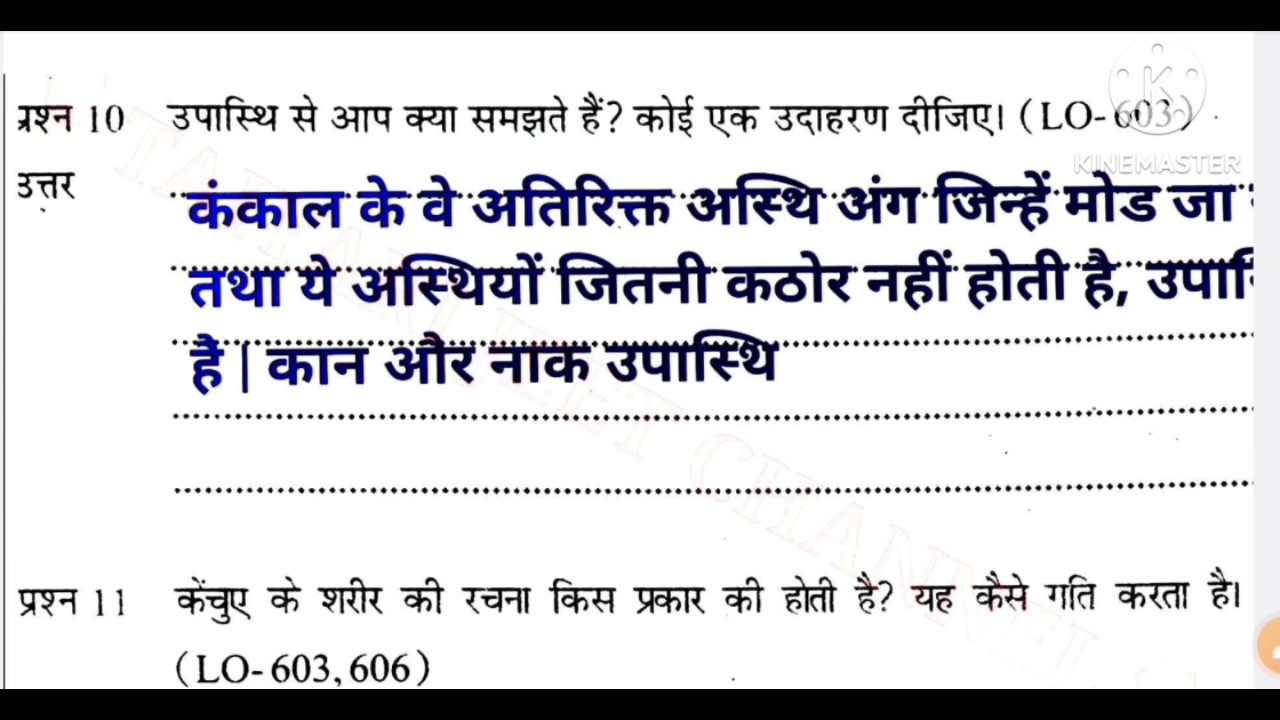 प्रश्न 10 उपास्थि से आप क्या समझते हैं? कोई एक उदाहरण दीजिए। (LO-603)
KINEMASTER
उत्तर कंकाल के वे अतिरिक्त अस्थि अंग जिन्हें मोड जा
तथा ये अस्थियों जितनी कठोर नहीं होती है,
है | कान और नाक उपास्थि
प्रश्न 11 केंचुए के शरीर की रचना किस प्रकार की होती है? यह कैसे गति करता है।
(LO-603, 606)